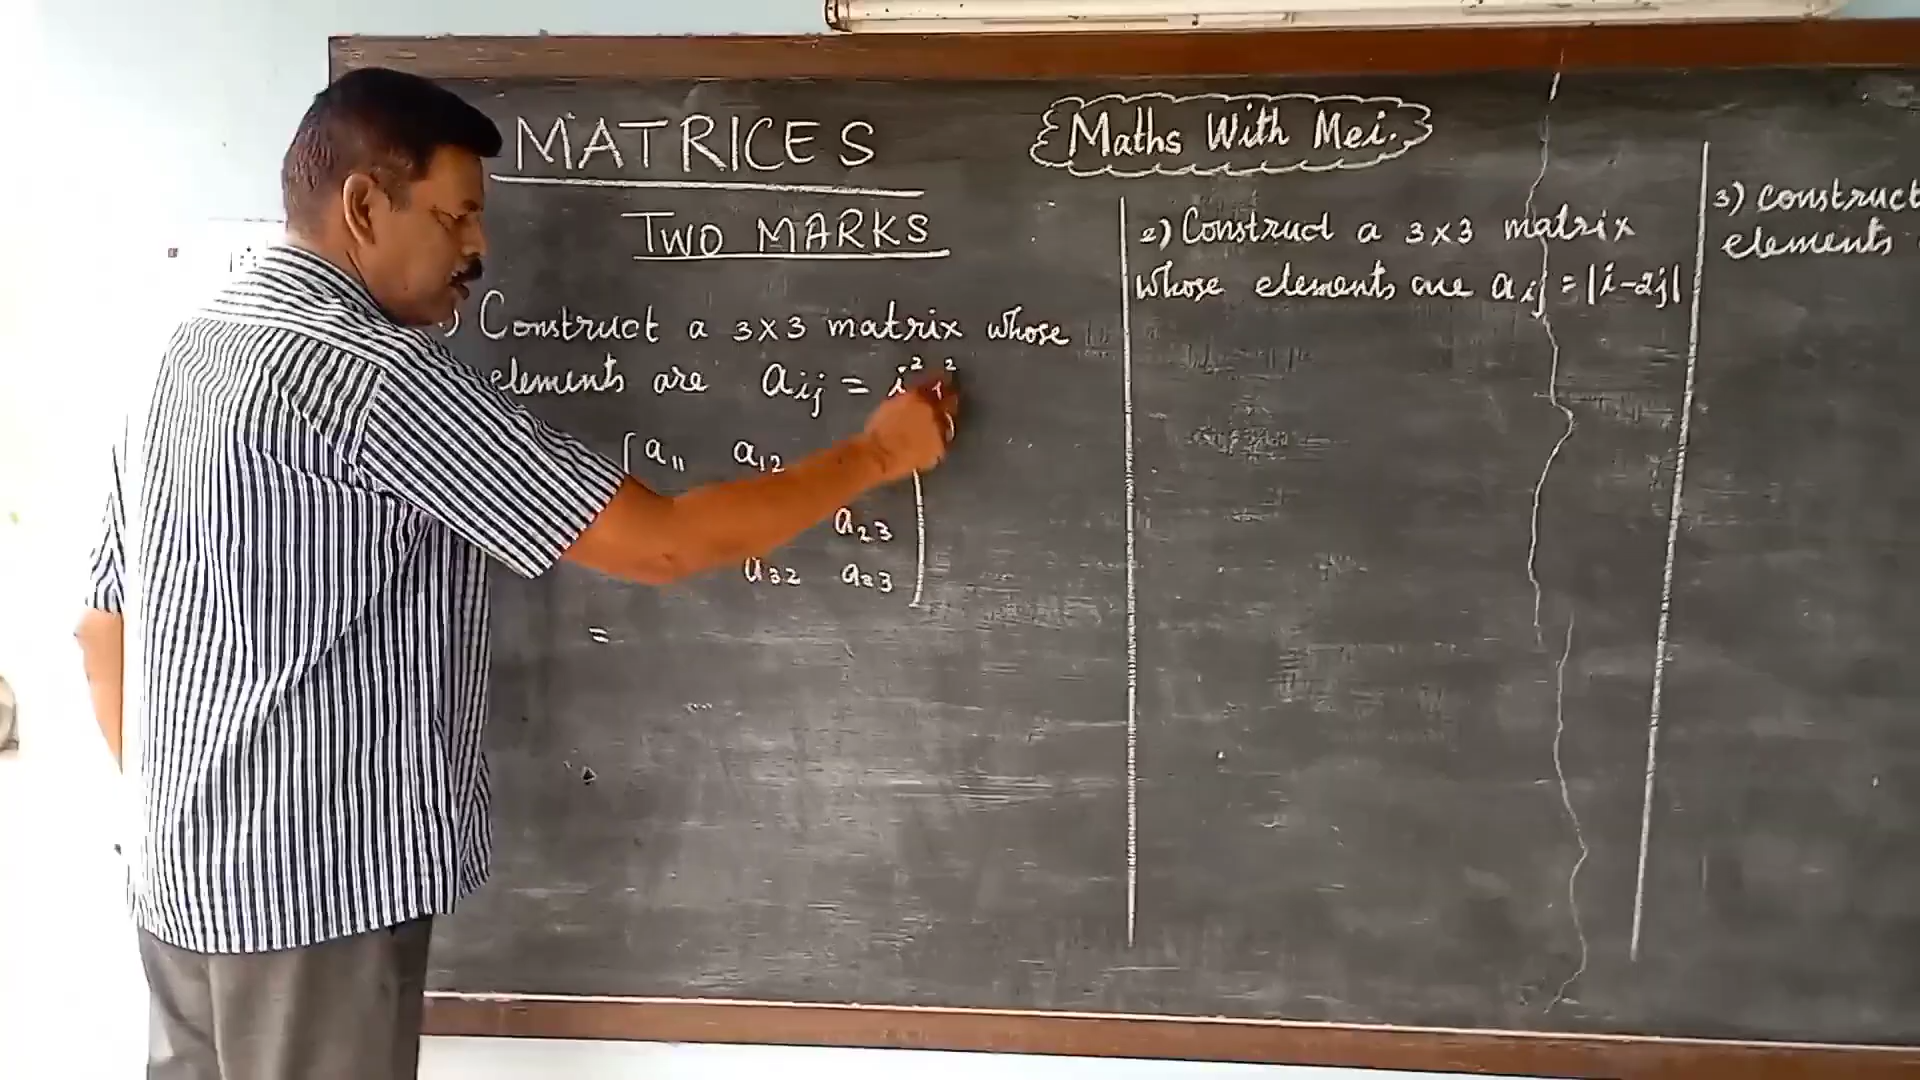 MATRICES
TWO MARKS
Construct a 3x3 matrix whose
elements are aij = i² j²
a11 a12
a23
a32 a33
=
Maths With Mei.
2) Construct a 3x3 matrix
whose elements are aij = |i-2j|
3) Construct
elements